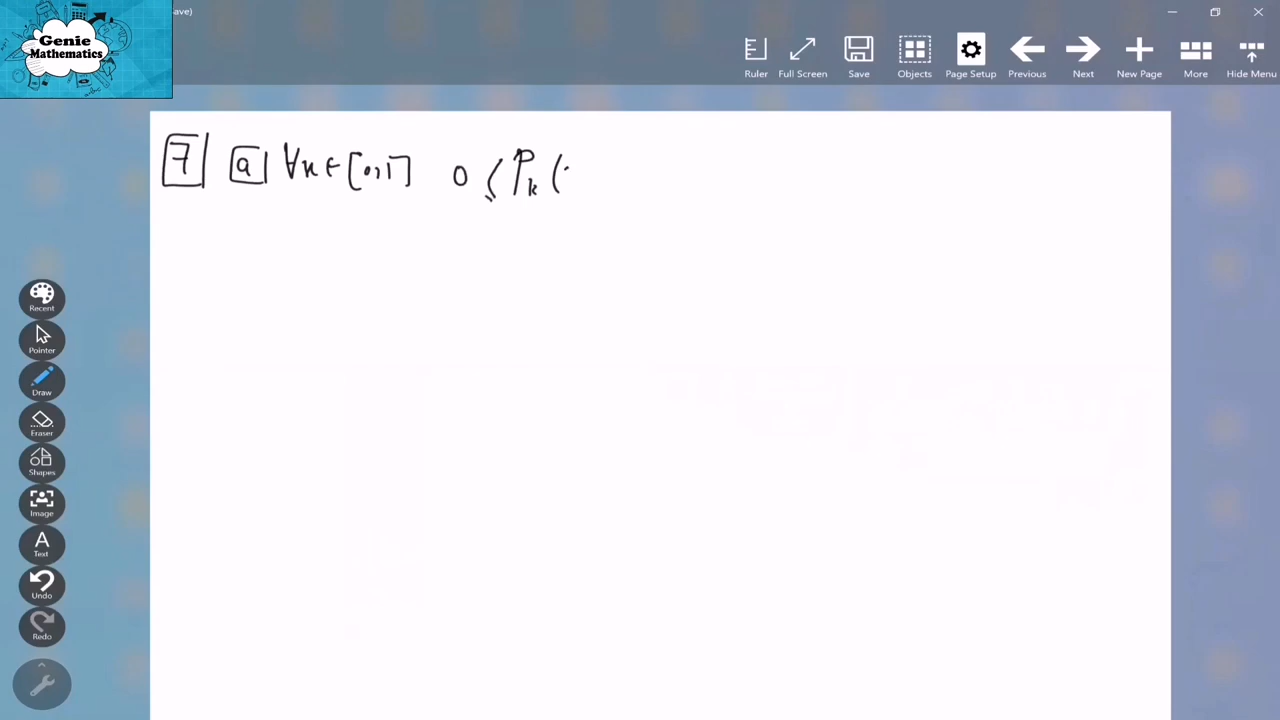 Genie
Mathematics
ave)
Ruler
Full Screen
Save
Objects
Page Setup
Previous
Next
New Page
More
Hide Menu
7 a ∀x ∈ [0,1] 0 ≤ P_k (
Recent
Pointer
Draw
Eraser
Shapes
Image
Text
Undo
Redo